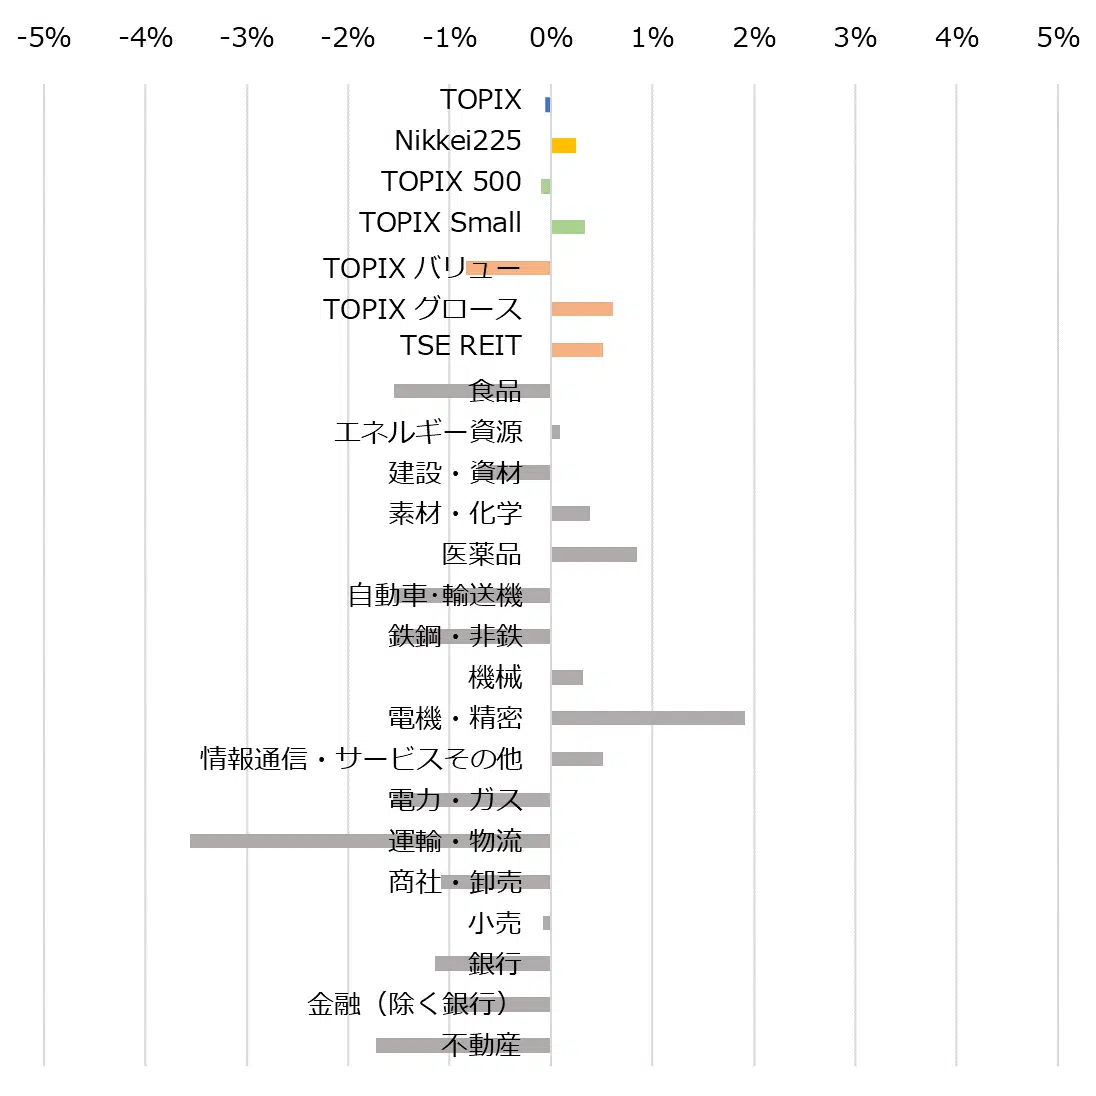 -5% -4% -3% -2% -1% 0% 1% 2% 3% 4% 5%
TOPIX
Nikkei225
TOPIX 500
TOPIX Small
TOPIX バリュー
TOPIX グロース
TSE REIT
食品
エネルギー資源
建設・資材
素材・化学
医薬品
自動車･輸送機
鉄鋼・非鉄
機械
電機・精密
情報通信・サービスその他
電力・ガス
運輸・物流
商社・卸売
小売
銀行
金融（除く銀行）
不動産